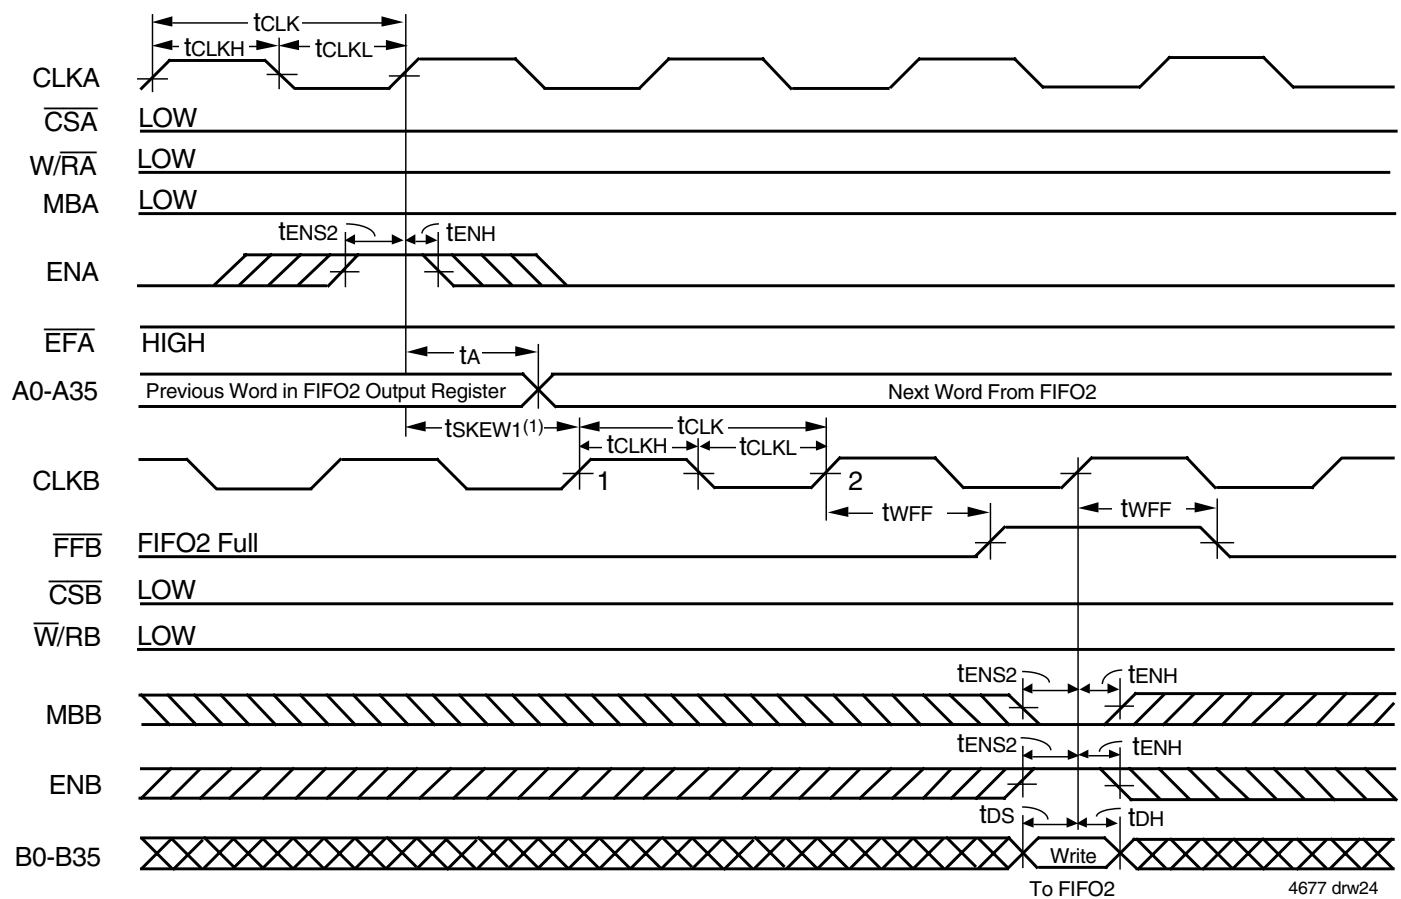 tCLK
tCLKH tCLKL
CLKA
CSA LOW
W/RA LOW
MBA LOW
tENS2 tENH
ENA
EFA HIGH
tA
A0-A35 Previous Word in FIFO2 Output Register Next Word From FIFO2
tSKEW1(1) tCLK
tCLKH tCLKL
CLKB 1 2
tWFF tWFF
FFB FIFO2 Full
CSB LOW
W/RB LOW
tENS2 tENH
MBB
tENS2 tENH
ENB
tDS tDH
B0-B35 Write
To FIFO2 4677 drw24